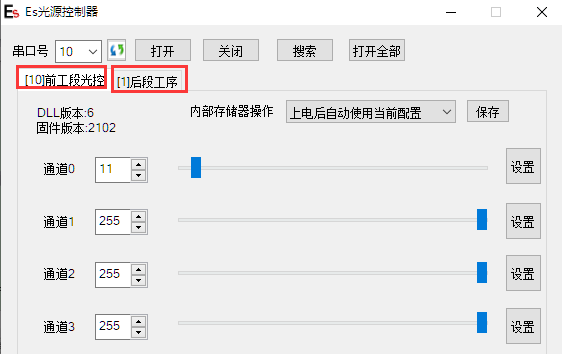 Es Es光源控制器
串口号 10 打开 关闭 搜索 打开全部
[10]前工段光控 [1]后段工序
DLL版本:6
固件版本:2102
内部存储器操作 上电后自动使用当前配置 保存
通道0 11 设置
通道1 255 设置
通道2 255 设置
通道3 255 设置